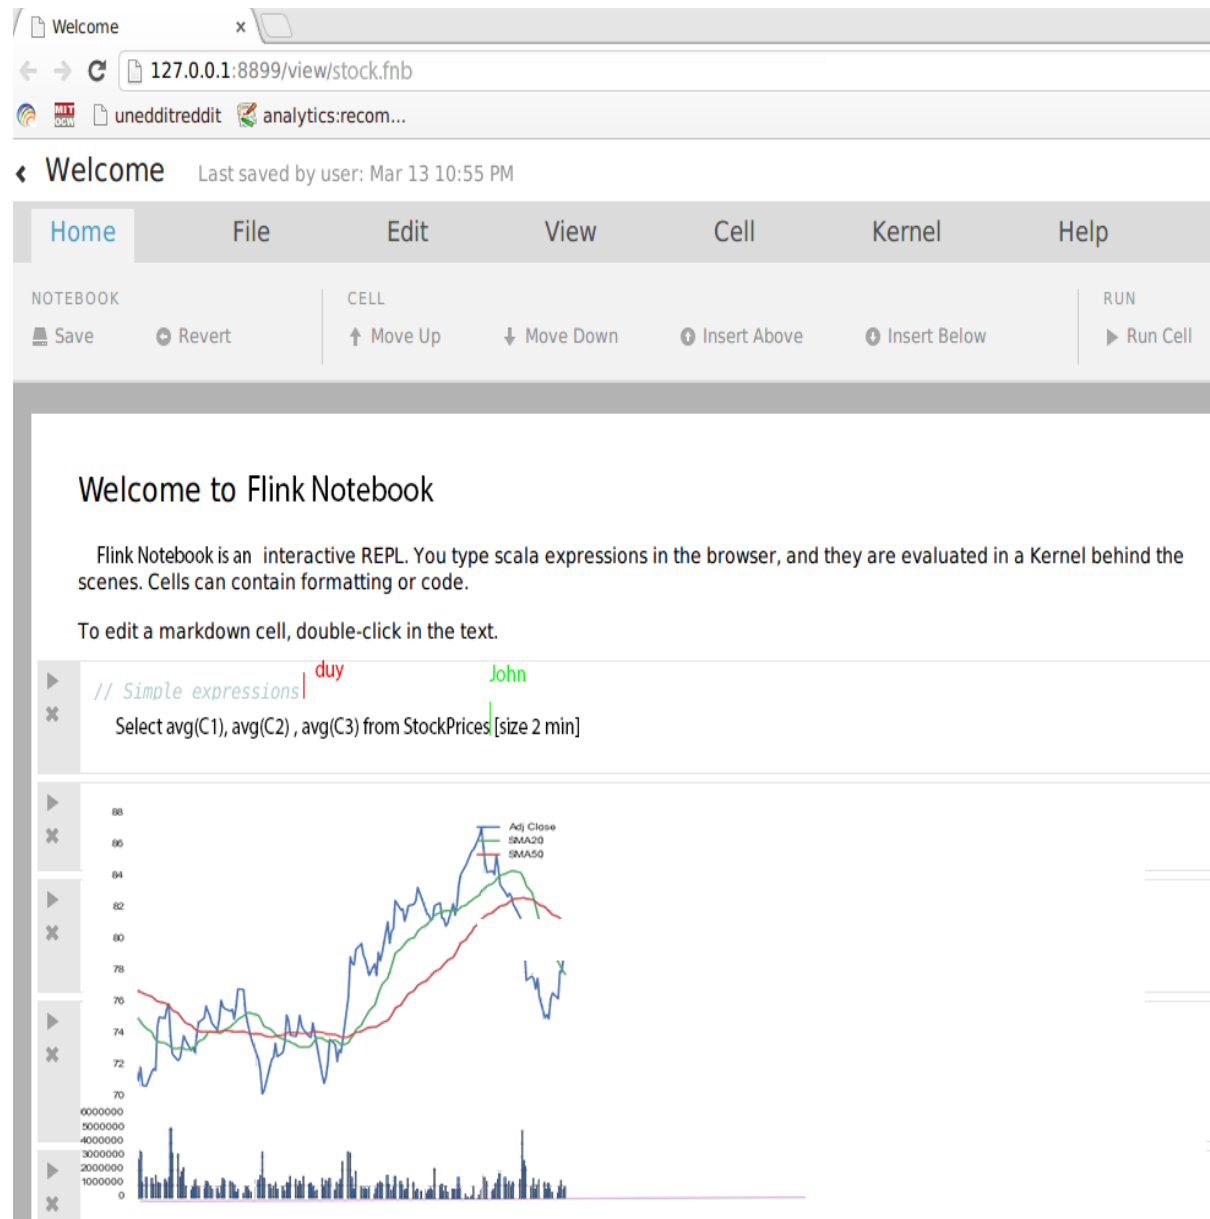 Welcome x
127.0.0.1:8899/view/stock.fnb
MIT OCW unedditreddit analytics:recom...
Welcome Last saved by user: Mar 13 10:55 PM
Home File Edit View Cell Kernel Help
NOTEBOOK CELL RUN
Save Revert Move Up Move Down Insert Above Insert Below Run Cell
Welcome to Flink Notebook
Flink Notebook is an interactive REPL. You type scala expressions in the browser, and they are evaluated in a Kernel behind the
scenes. Cells can contain formatting or code.
To edit a markdown cell, double-click in the text.
duy John
// Simple expressions
Select avg(C1), avg(C2) , avg(C3) from StockPrices [size 2 min]
88
Adj Close
86 SMA20
SMA50
84
82
80
78
76
74
72
70
6000000
5000000
4000000
3000000
2000000
1000000
0